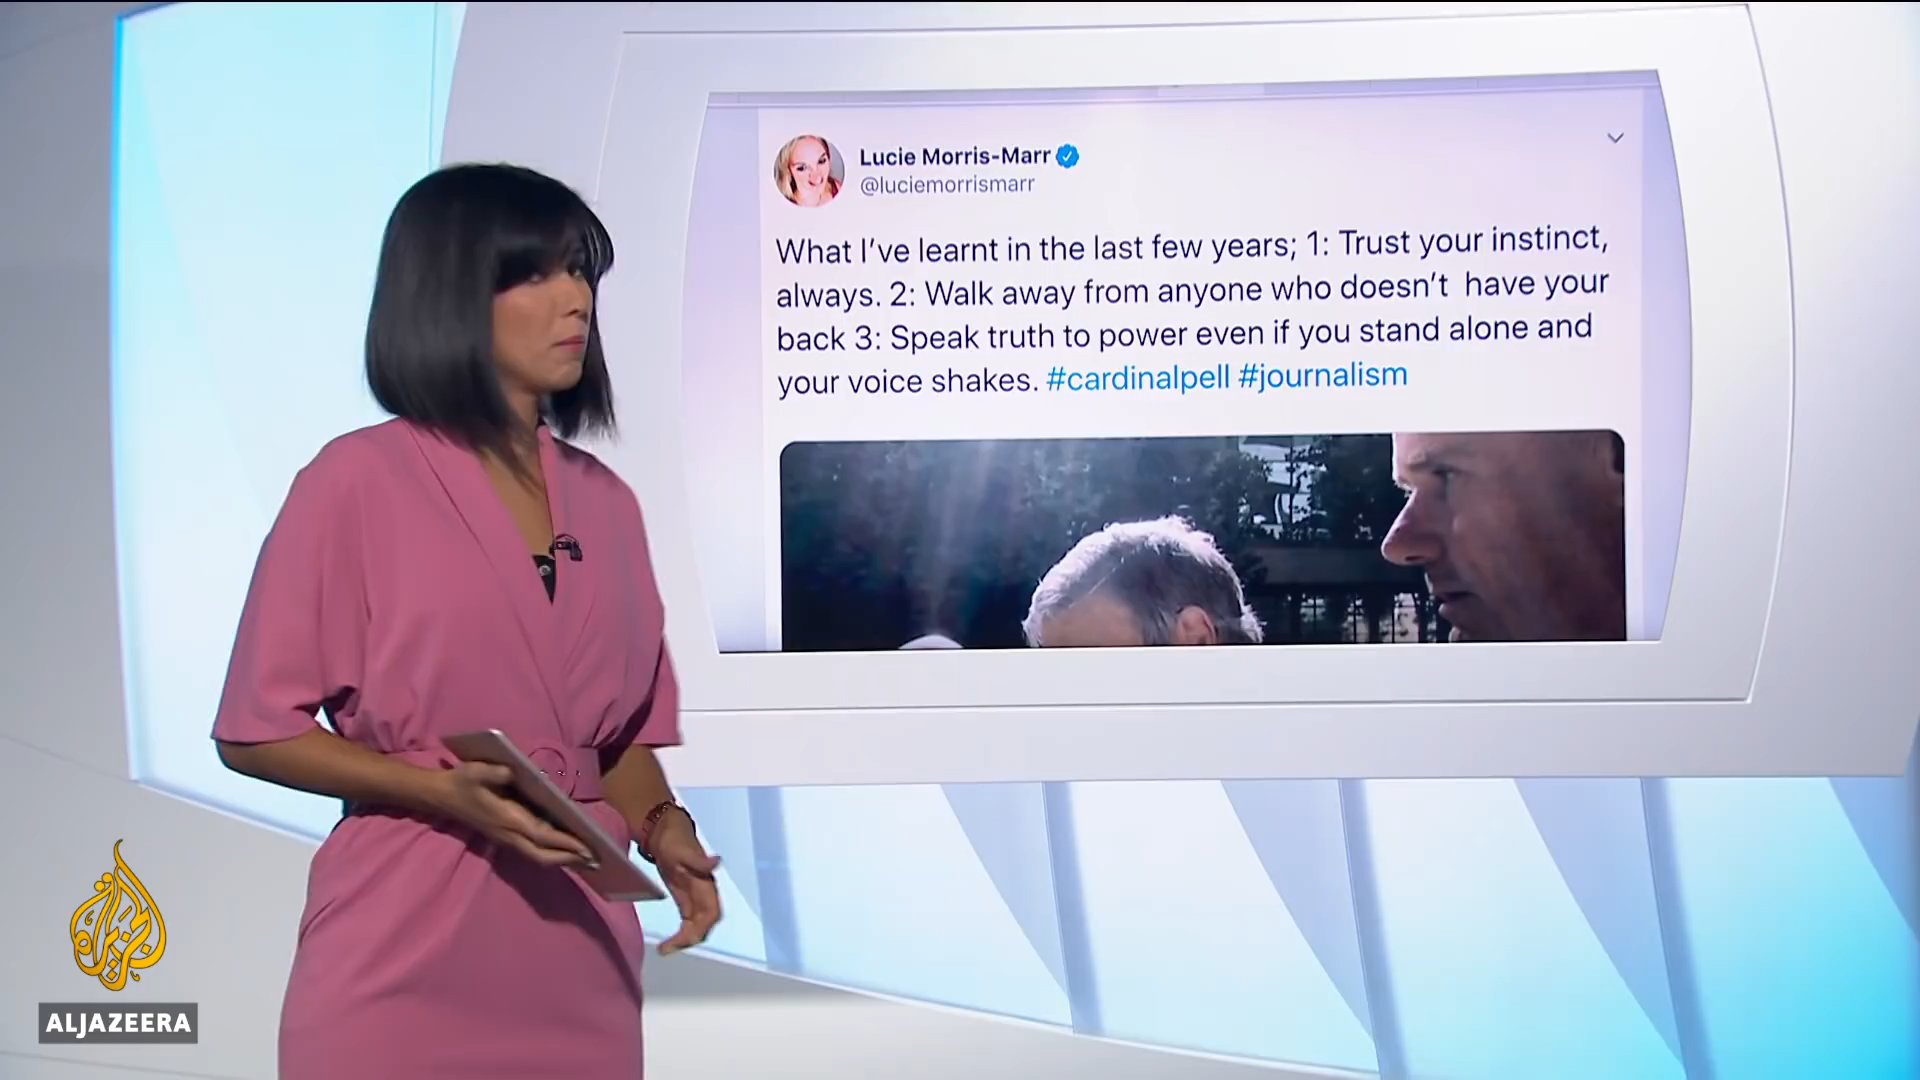 Lucie Morris-Marr
@luciemorrismarr
What I've learnt in the last few years; 1: Trust your instinct,
always. 2: Walk away from anyone who doesn't have your
back 3: Speak truth to power even if you stand alone and
your voice shakes. #cardinalpell #journalism
الجزيرة
ALJAZEERA